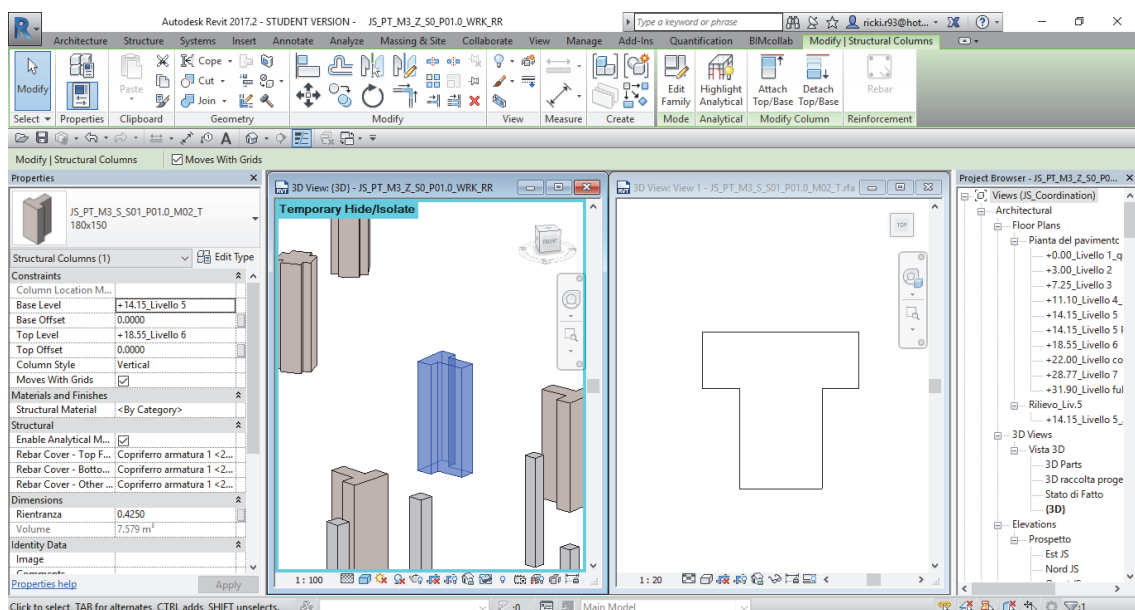 Autodesk Revit 2017.2 - STUDENT VERSION - JS_PT_M3_Z_S0_P01.0_WRK_RR
Type a keyword or phrase
ricki.r93@hot...
Architecture Structure Systems Insert Annotate Analyze Massing & Site Collaborate View Manage Add-Ins Quantification BIMcollab Modify | Structural Columns
Modify
Paste
Cope
Cut
Join
Edit Family
Highlight Analytical
Attach Top/Base
Detach Top/Base
Rebar
Select Properties Clipboard Geometry Modify View Measure Create Mode Analytical Modify Column Reinforcement
Modify | Structural Columns Moves With Grids
Properties
JS_PT_M3_S_S01_P01.0_M02_T
180x150
Structural Columns (1) Edit Type
Constraints
Column Location M...
Base Level +14.15_Livello 5
Base Offset 0.0000
Top Level +18.55_Livello 6
Top Offset 0.0000
Column Style Vertical
Moves With Grids
Materials and Finishes
Structural Material <By Category>
Structural
Enable Analytical M...
Rebar Cover - Top F... Copriferro armatura 1 <2...
Rebar Cover - Botto... Copriferro armatura 1 <2...
Rebar Cover - Other ... Copriferro armatura 1 <2...
Dimensions
Rientranza 0.4250
Volume 7.579 m³
Identity Data
Image
Properties help Apply
3D View: {3D} - JS_PT_M3_Z_S0_P01.0_WRK_RR
Temporary Hide/Isolate
FRONT
1 : 100
3D View: View 1 - JS_PT_M3_S_S01_P01.0_M02_T.rfa
TOP
1 : 20
Project Browser - JS_PT_M3_Z_S0_P0...
Views (JS_Coordination)
Architectural
Floor Plans
Pianta del pavimento
+0.00_Livello 1_q
+3.00_Livello 2
+7.25_Livello 3
+11.10_Livello 4_
+14.15_Livello 5
+14.15_Livello 5
+18.55_Livello 6
+22.00_Livello co
+28.77_Livello 7
+31.90_Livello ful
Rilievo_Liv.5
+14.15_Livello 5_
3D Views
Vista 3D
3D Parts
3D raccolta proge
Stato di Fatto
{3D}
Elevations
Prospetto
Est JS
Nord JS
Click to select, TAB for alternates, CTRL adds, SHIFT unselects. :0 Main Model :1